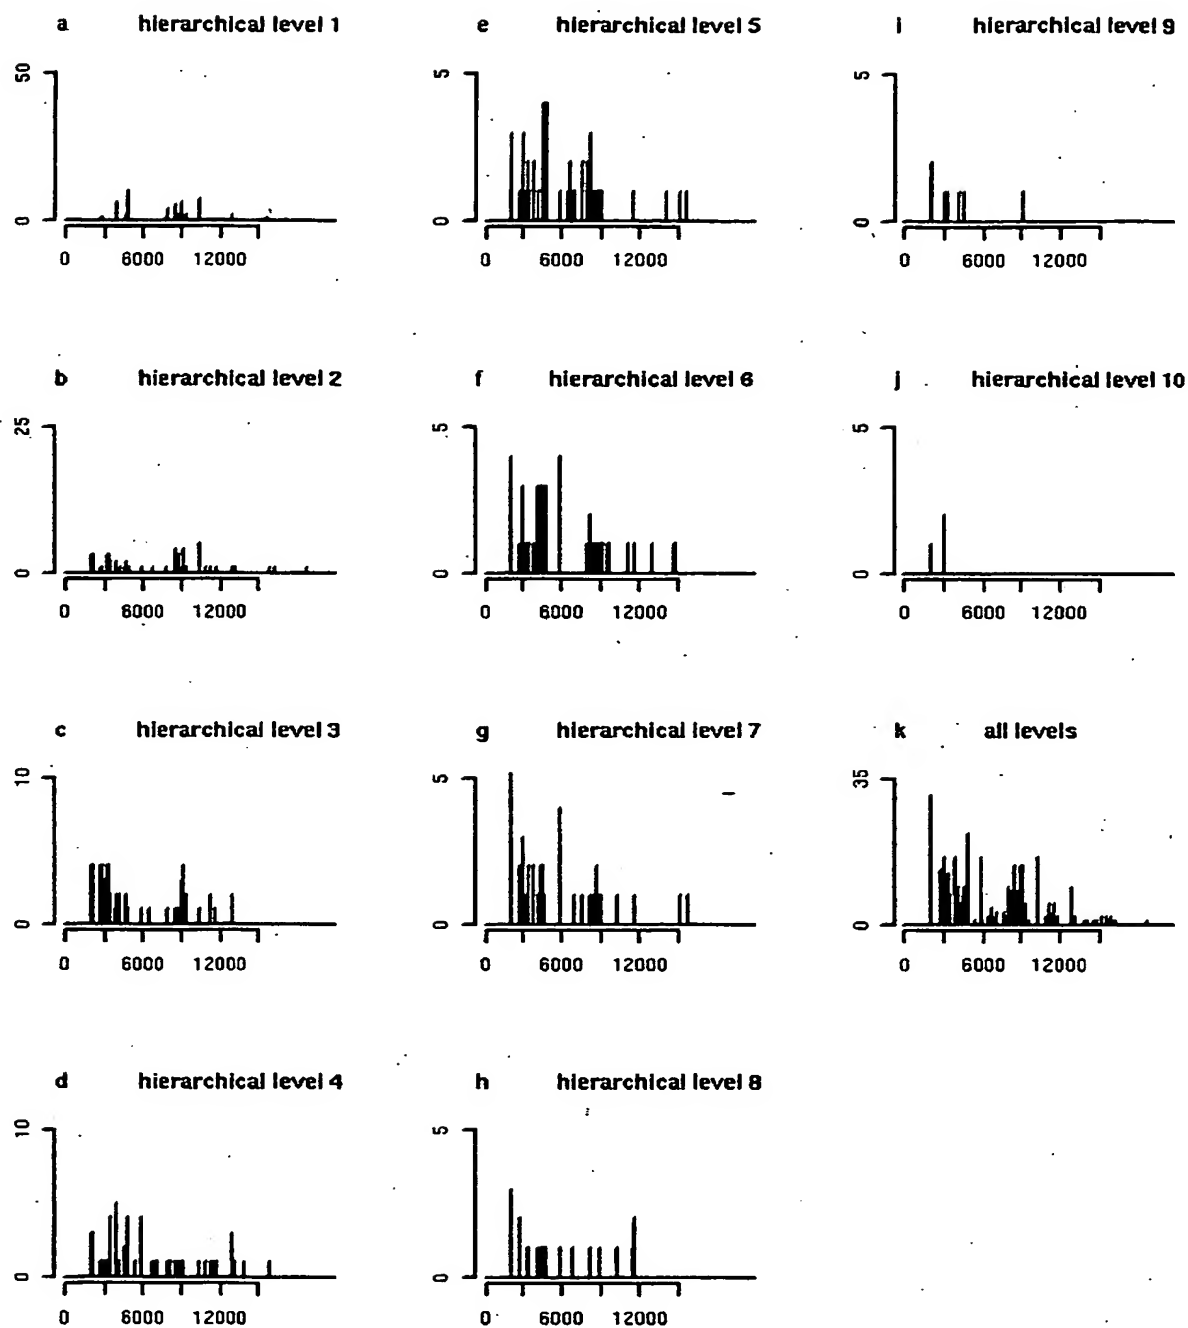 a hierarchical level 1
50
0
0 6000 12000
b hierarchical level 2
25
0
0 6000 12000
c hierarchical level 3
10
0
0 6000 12000
d hierarchical level 4
10
0
0 6000 12000
e hierarchical level 5
5
0
0 6000 12000
f hierarchical level 6
5
0
0 6000 12000
g hierarchical level 7
5
0
0 6000 12000
h hierarchical level 8
5
0
0 6000 12000
i hierarchical level 9
5
0
0 6000 12000
j hierarchical level 10
5
0
0 6000 12000
k all levels
35
0
0 6000 12000